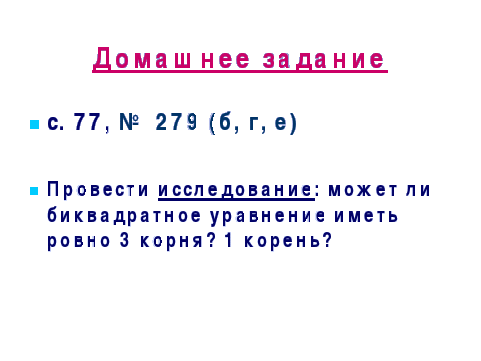 Домашнее задание
с. 77, № 279 (б, г, е)
Провести исследование: может ли
биквадратное уравнение иметь
ровно 3 корня? 1 корень?